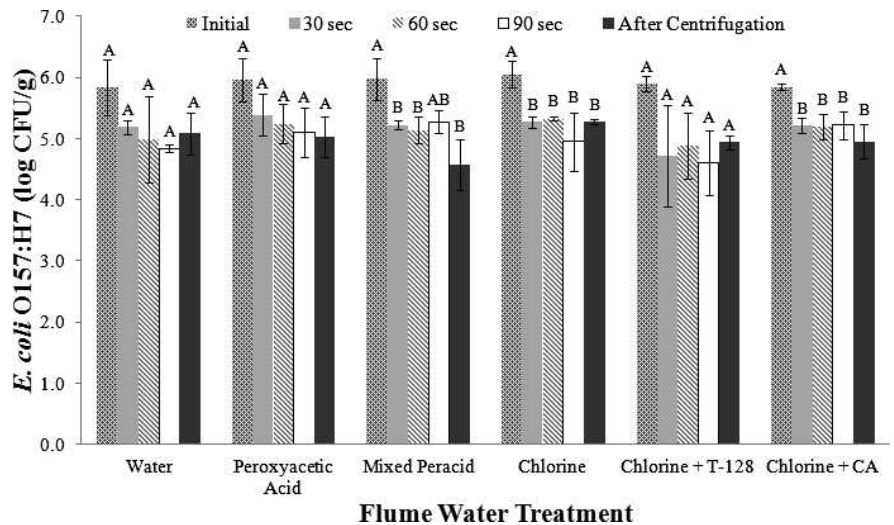 Initial 30 sec 60 sec 90 sec After Centrifugation
7.0
6.0
5.0
4.0
3.0
2.0
1.0
0.0
E. coli O157:H7 (log CFU/g)
A A A A A
A A A A A
A B B AB B
A B B B B
A A A A A
A B B B B
Water
Peroxyacetic
Acid
Mixed Peracid
Chlorine
Chlorine + T-128
Chlorine + CA
Flume Water Treatment